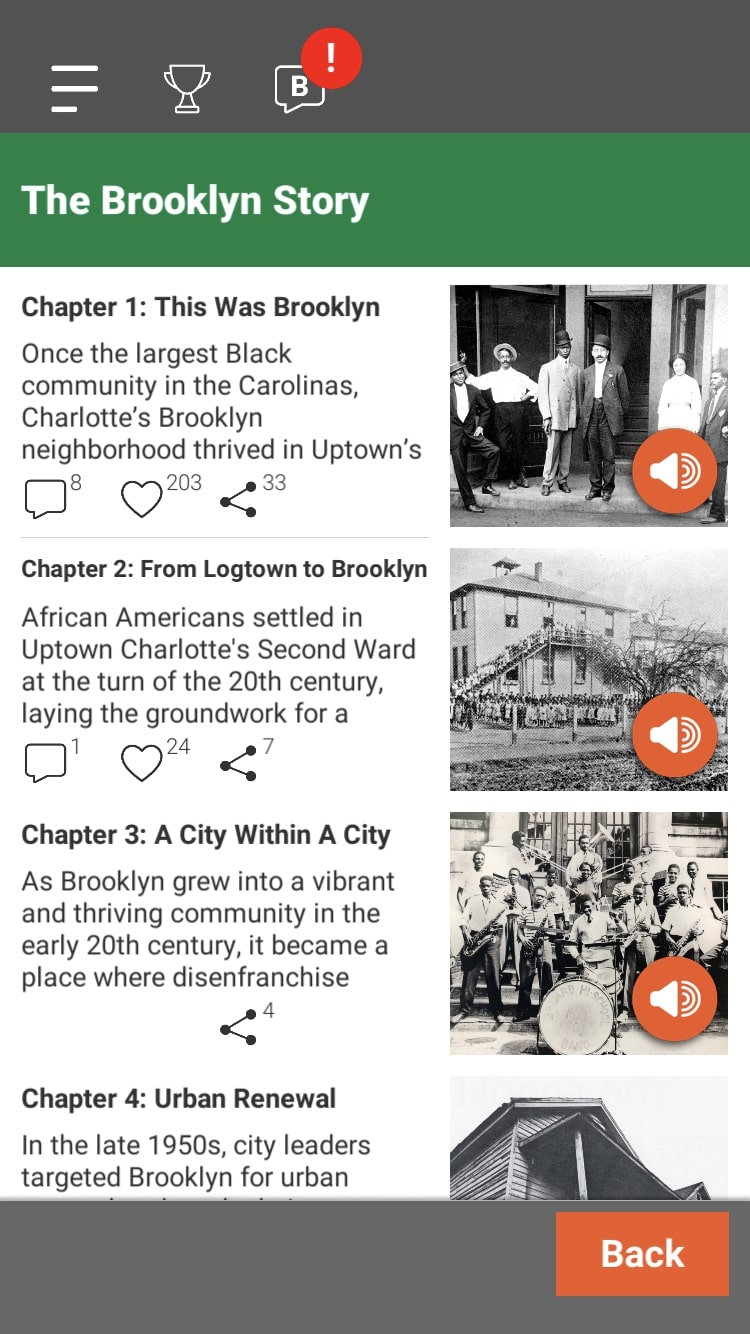 B
!
The Brooklyn Story
Chapter 1: This Was Brooklyn
Once the largest Black
community in the Carolinas,
Charlotte’s Brooklyn
neighborhood thrived in Uptown’s
8
203
33
Chapter 2: From Logtown to Brooklyn
African Americans settled in
Uptown Charlotte's Second Ward
at the turn of the 20th century,
laying the groundwork for a
1
24
7
Chapter 3: A City Within A City
As Brooklyn grew into a vibrant
and thriving community in the
early 20th century, it became a
place where disenfranchise
4
BAND
Chapter 4: Urban Renewal
In the late 1950s, city leaders
targeted Brooklyn for urban
Back